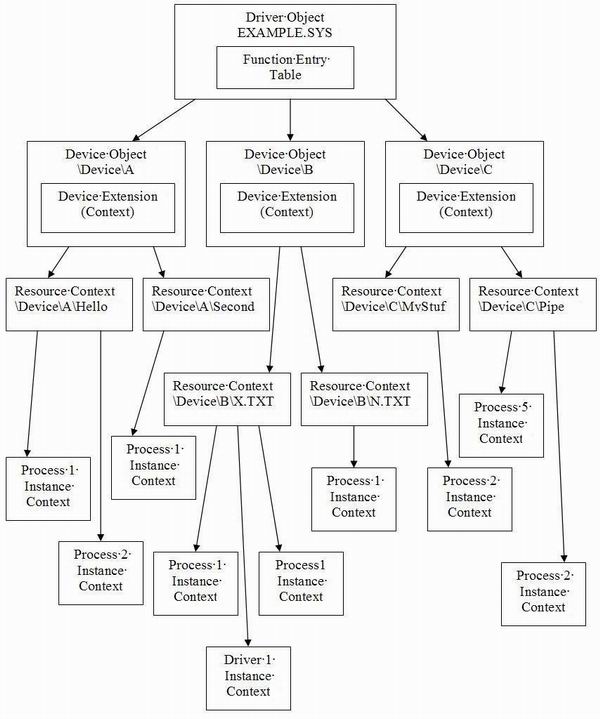 Driver·Object
EXAMPLE.SYS
Function·Entry·
Table
Device·Object
\Device\A
Device·Extension
(Context)
Device·Object
\Device\B
Device·Extension
(Context)
Device·Object
\Device\C
Device·Extension
(Context)
Resource·Context
\Device\A\Hello
Resource·Context
\Device\A\Second
Resource·Context
\Device\C\MyStuf
Resource·Context
\Device\C\Pipe
Resource·Context
\Device\B\X.TXT
Resource·Context
\Device\B\N.TXT
Process·5·
Instance·
Context
Process·1·
Instance·
Context
Process·1·
Instance·
Context
Process·1·
Instance·
Context
Process·2·
Instance·
Context
Process·2·
Instance·
Context
Process·1·
Instance·
Context
Process1
Instance·
Context
Process·2·
Instance·
Context
Driver·1·
Instance·
Context